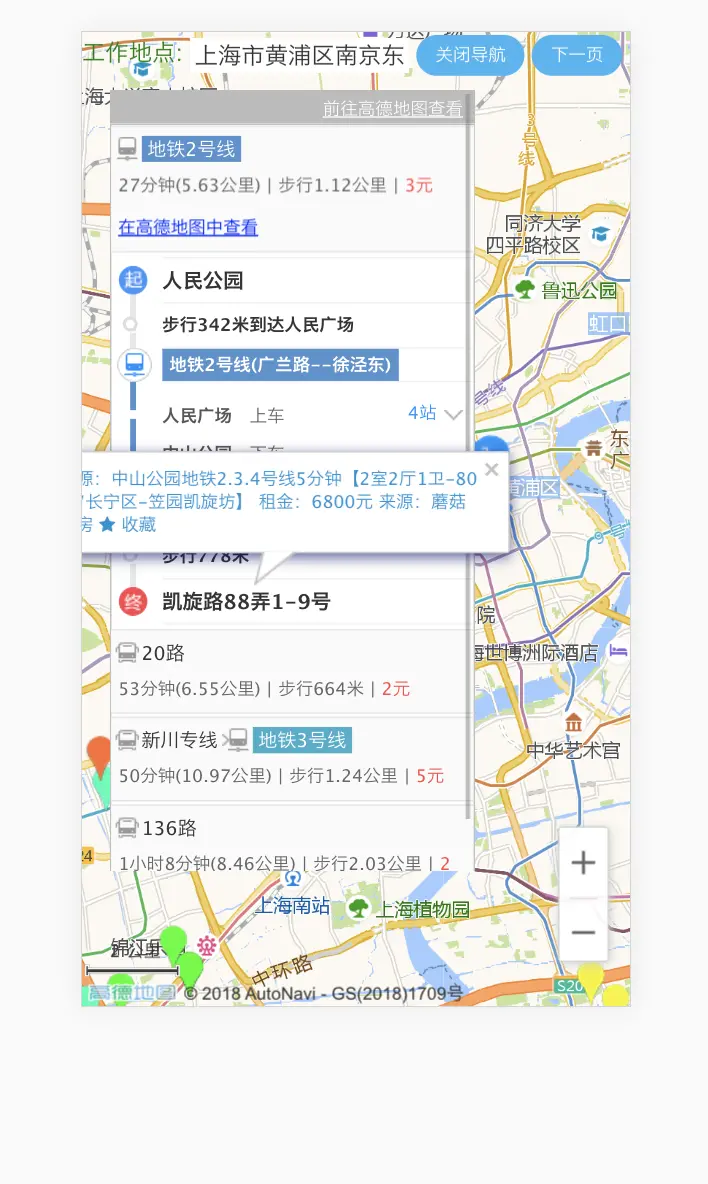 工作地点:
上海市黄浦区南京东
关闭导航
下一页
前往高德地图查看
3号线
地铁2号线
27分钟(5.63公里) | 步行1.12公里 | 3元
在高德地图中查看
同济大学
四平路校区
鲁迅公园
虹口
起 人民公园
步行342米到达人民广场
地铁2号线(广兰路--徐泾东)
人民广场 上车 4站
号线
东
广
黄浦区
源：中山公园地铁2.3.4号线5分钟【2室2厅1卫-80
/长宁区-笠园凯旋坊】 租金：6800元 来源：蘑菇
房 ★ 收藏
9号
步行778米
终 凯旋路88弄1-9号
院
海世博洲际酒店
20路
53分钟(6.55公里) | 步行664米 | 2元
新川专线 地铁3号线
50分钟(10.97公里) | 步行1.24公里 | 5元
中华艺术宫
136路
1小时8分钟(8.46公里) | 步行2.03公里 | 2
24
+
−
上海南站
上海植物园
锦江乐
2 公里
中环路
S20
高德地图 © 2018 AutoNavi - GS(2018)1709号